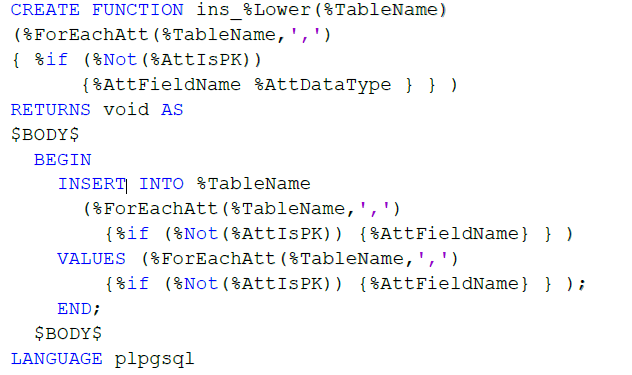 CREATE FUNCTION ins_%Lower(%TableName)
(%ForEachAtt(%TableName,',')
{ %if (%Not(%AttIsPK))
{%AttFieldName %AttDataType } } )
RETURNS void AS
$BODY$
BEGIN
INSERT INTO %TableName
(%ForEachAtt(%TableName,',')
{%if (%Not(%AttIsPK)) {%AttFieldName} } )
VALUES (%ForEachAtt(%TableName,',')
{%if (%Not(%AttIsPK)) {%AttFieldName} } );
END;
$BODY$
LANGUAGE plpgsql